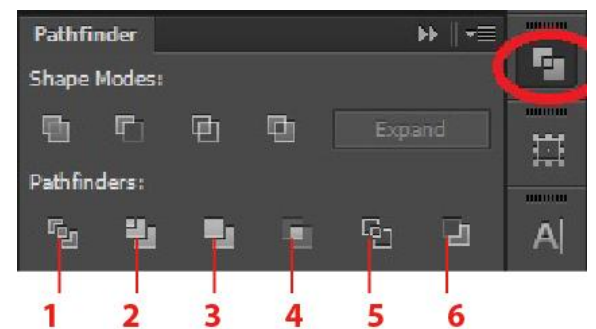 Pathfinder
Shape Modes:
Expand
Pathfinders:
A
1 2 3 4 5 6